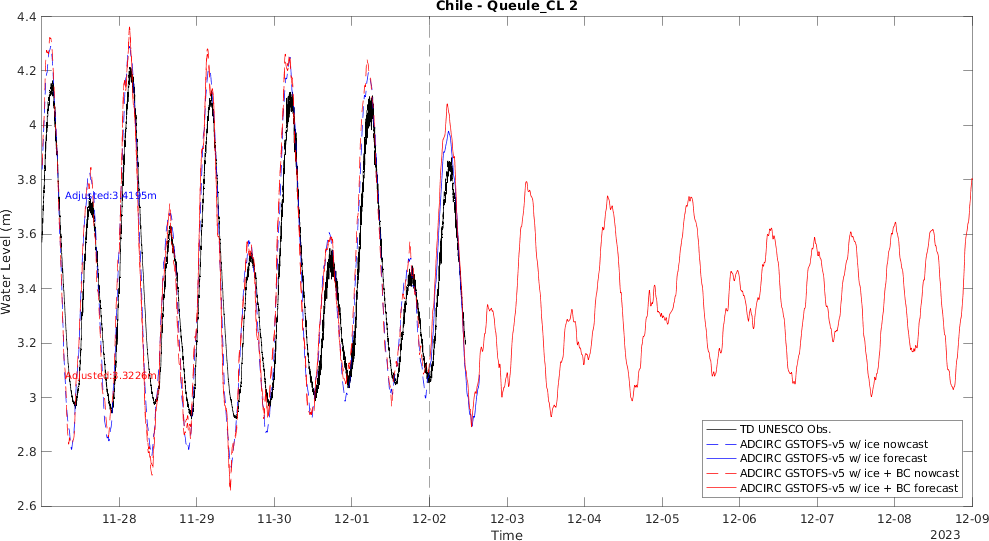 Chile - Queule_CL 2
4.4
4.2
4
3.8
3.6
3.4
3.2
3
2.8
2.6
Water Level (m)
Adjusted:3.4195m
Adjusted:3.3226m
TD UNESCO Obs.
ADCIRC GSTOFS-v5 w/ ice nowcast
ADCIRC GSTOFS-v5 w/ ice forecast
ADCIRC GSTOFS-v5 w/ ice + BC nowcast
ADCIRC GSTOFS-v5 w/ ice + BC forecast
11-28 11-29 11-30 12-01 12-02 12-03 12-04 12-05 12-06 12-07 12-08 12-09
Time
2023